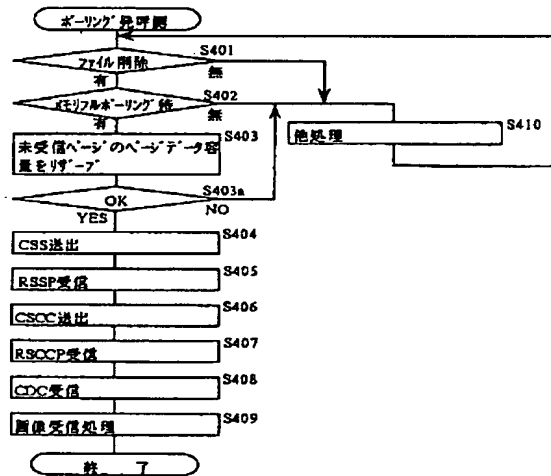 ポーリング発呼側
S401
ファイル削除
有
無
S402
メモリフルポーリング待
有
無
S403
未受信ページのページデータ容
量をリザーブ
S410
他処理
S403a
OK
YES
NO
S404
CSS送出
S405
RSSP受信
S406
CSCC送出
S407
RSCCP受信
S408
CDC受信
S409
画像受信処理
終 了